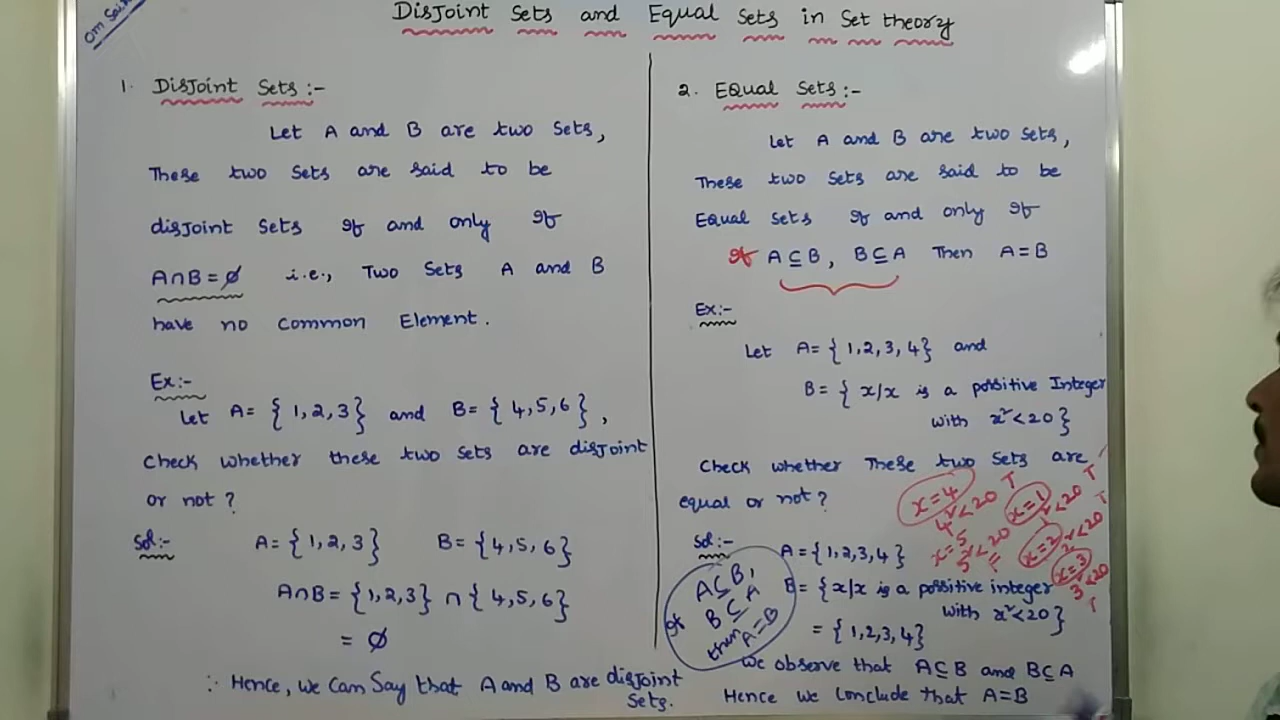 Om Sai
Disjoint Sets and Equal Sets in Set theory
1. Disjoint Sets :-
Let A and B are two Sets,
These two Sets are said to be
disjoint Sets If and only If
A∩B = ∅ i.e., Two Sets A and B
have no Common Element.
Ex:-
Let A = { 1, 2, 3 } and B = { 4, 5, 6 },
Check whether these two Sets are disjoint
or not ?
Sol:-
A = { 1, 2, 3 } B = { 4, 5, 6 }
A∩B = { 1, 2, 3 } ∩ { 4, 5, 6 }
= ∅
∴ Hence, we Can Say that A and B are disjoint
Sets.
2. Equal Sets :-
Let A and B are two Sets,
These two Sets are said to be
Equal Sets If and only If
If A ⊆ B, B ⊆ A Then A = B
Ex:-
Let A = { 1, 2, 3, 4 } and
B = { x/x is a positive Integer
with x² < 20 }
Check whether These two Sets are
equal or not ?
x=4
4² < 20 T
x=5
5² < 20
F
x=1
1² < 20 T
x=2
2² < 20 T
x=3
3² < 20
T
Sol:-
A = { 1, 2, 3, 4 }
B = { x/x is a positive integer
with x² < 20 }
= { 1, 2, 3, 4 }
If A ⊆ B,
B ⊆ A
then A = B
We observe that A ⊆ B and B ⊆ A
Hence we Conclude that A = B